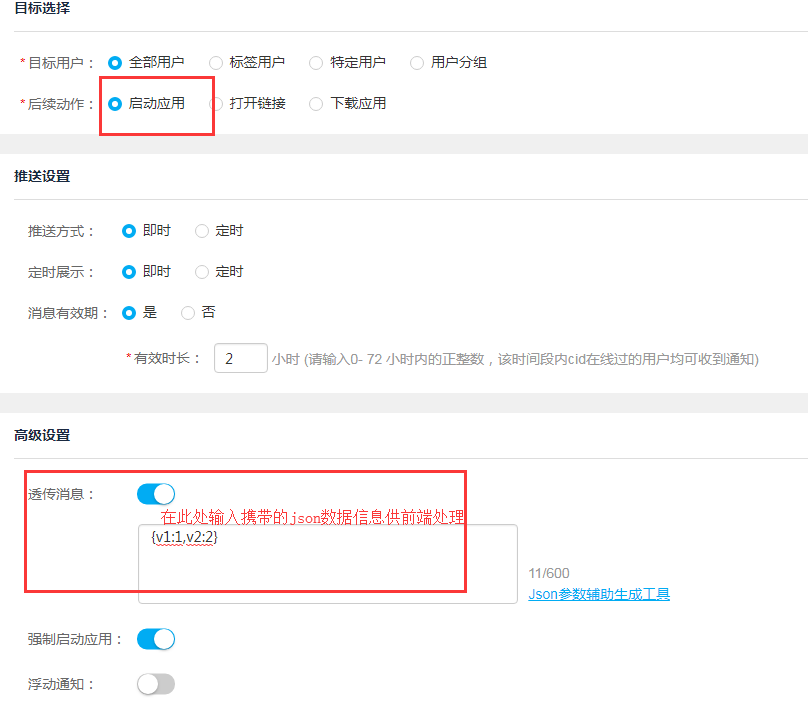 目标选择
*目标用户： 全部用户 标签用户 特定用户 用户分组
*后续动作： 启动应用 打开链接 下载应用
推送设置
推送方式： 即时 定时
定时展示： 即时 定时
消息有效期： 是 否
*有效时长： 2 小时 (请输入0- 72 小时内的正整数，该时间段内cid在线过的用户均可收到通知)
高级设置
透传消息：
在此处输入携带的json数据信息供前端处理
{v1:1,v2:2}
11/600
Json参数辅助生成工具
强制启动应用：
浮动通知：